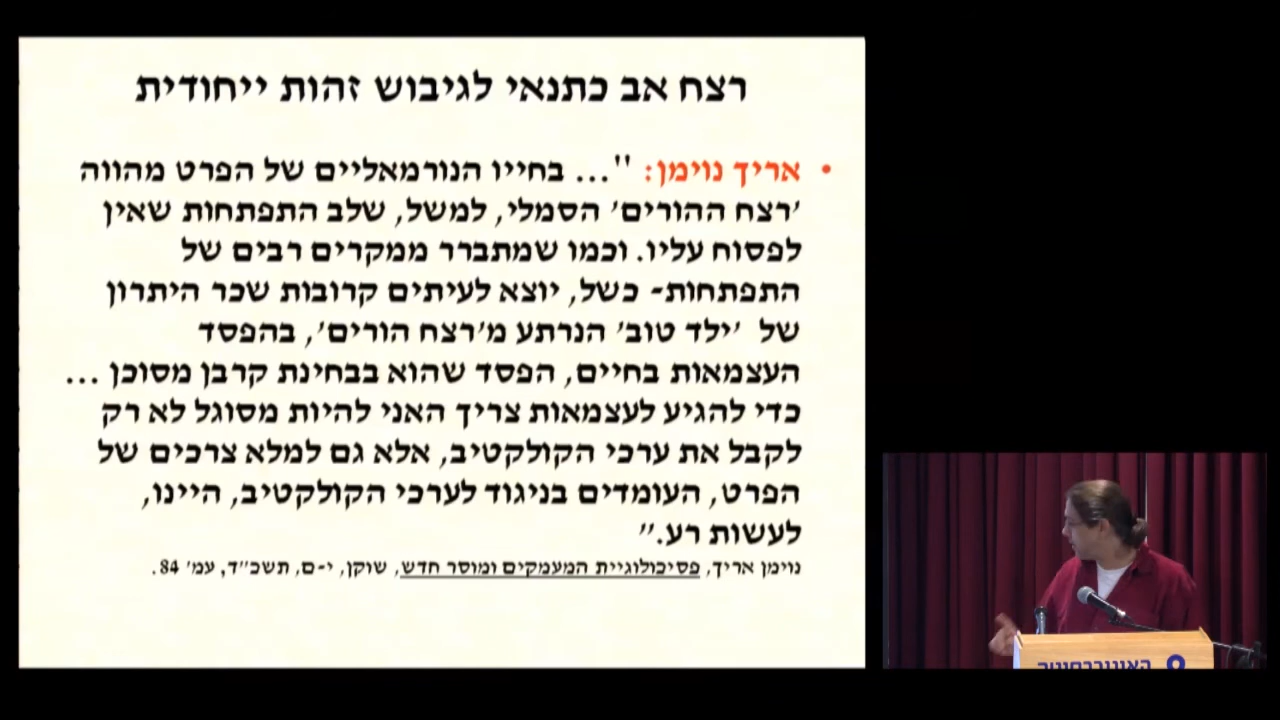 רצח אב כתנאי לגיבוש זהות ייחודית
• אריך נוימן: "... בחייו הנורמאליים של הפרט מהווה
'רצח ההורים' הסמלי, למשל, שלב התפתחות שאין
לפסוח עליו. וכמו שמתברר ממקרים רבים של
התפתחות- כשל, יוצא לעיתים קרובות שכר היתרון
של 'ילד טוב' הנרתע מ'רצח הורים', בהפסד
העצמאות בחיים, הפסד שהוא בבחינת קרבן מסוכן ...
כדי להגיע לעצמאות צריך האני להיות מסוגל לא רק
לקבל את ערכי הקולקטיב, אלא גם למלא צרכים של
הפרט, העומדים בניגוד לערכי הקולקטיב, היינו,
לעשות רע."
נוימן אריך, פסיכולוגיית המעמקים ומוסר חדש, שוקן, י-ם, תשכ"ד, עמ' 84.
האוניברסיטה